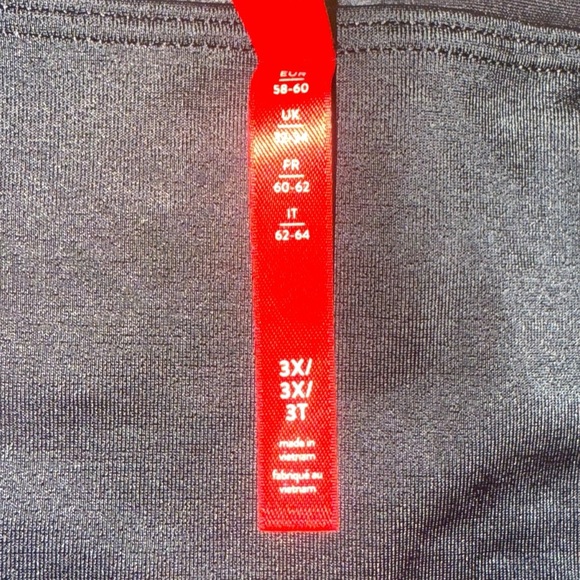 EUR
58-60
UK
FR
60-62
IT
62-64
3X/
3X/
3T
made in
vietnam
fabriqué au
vietnam